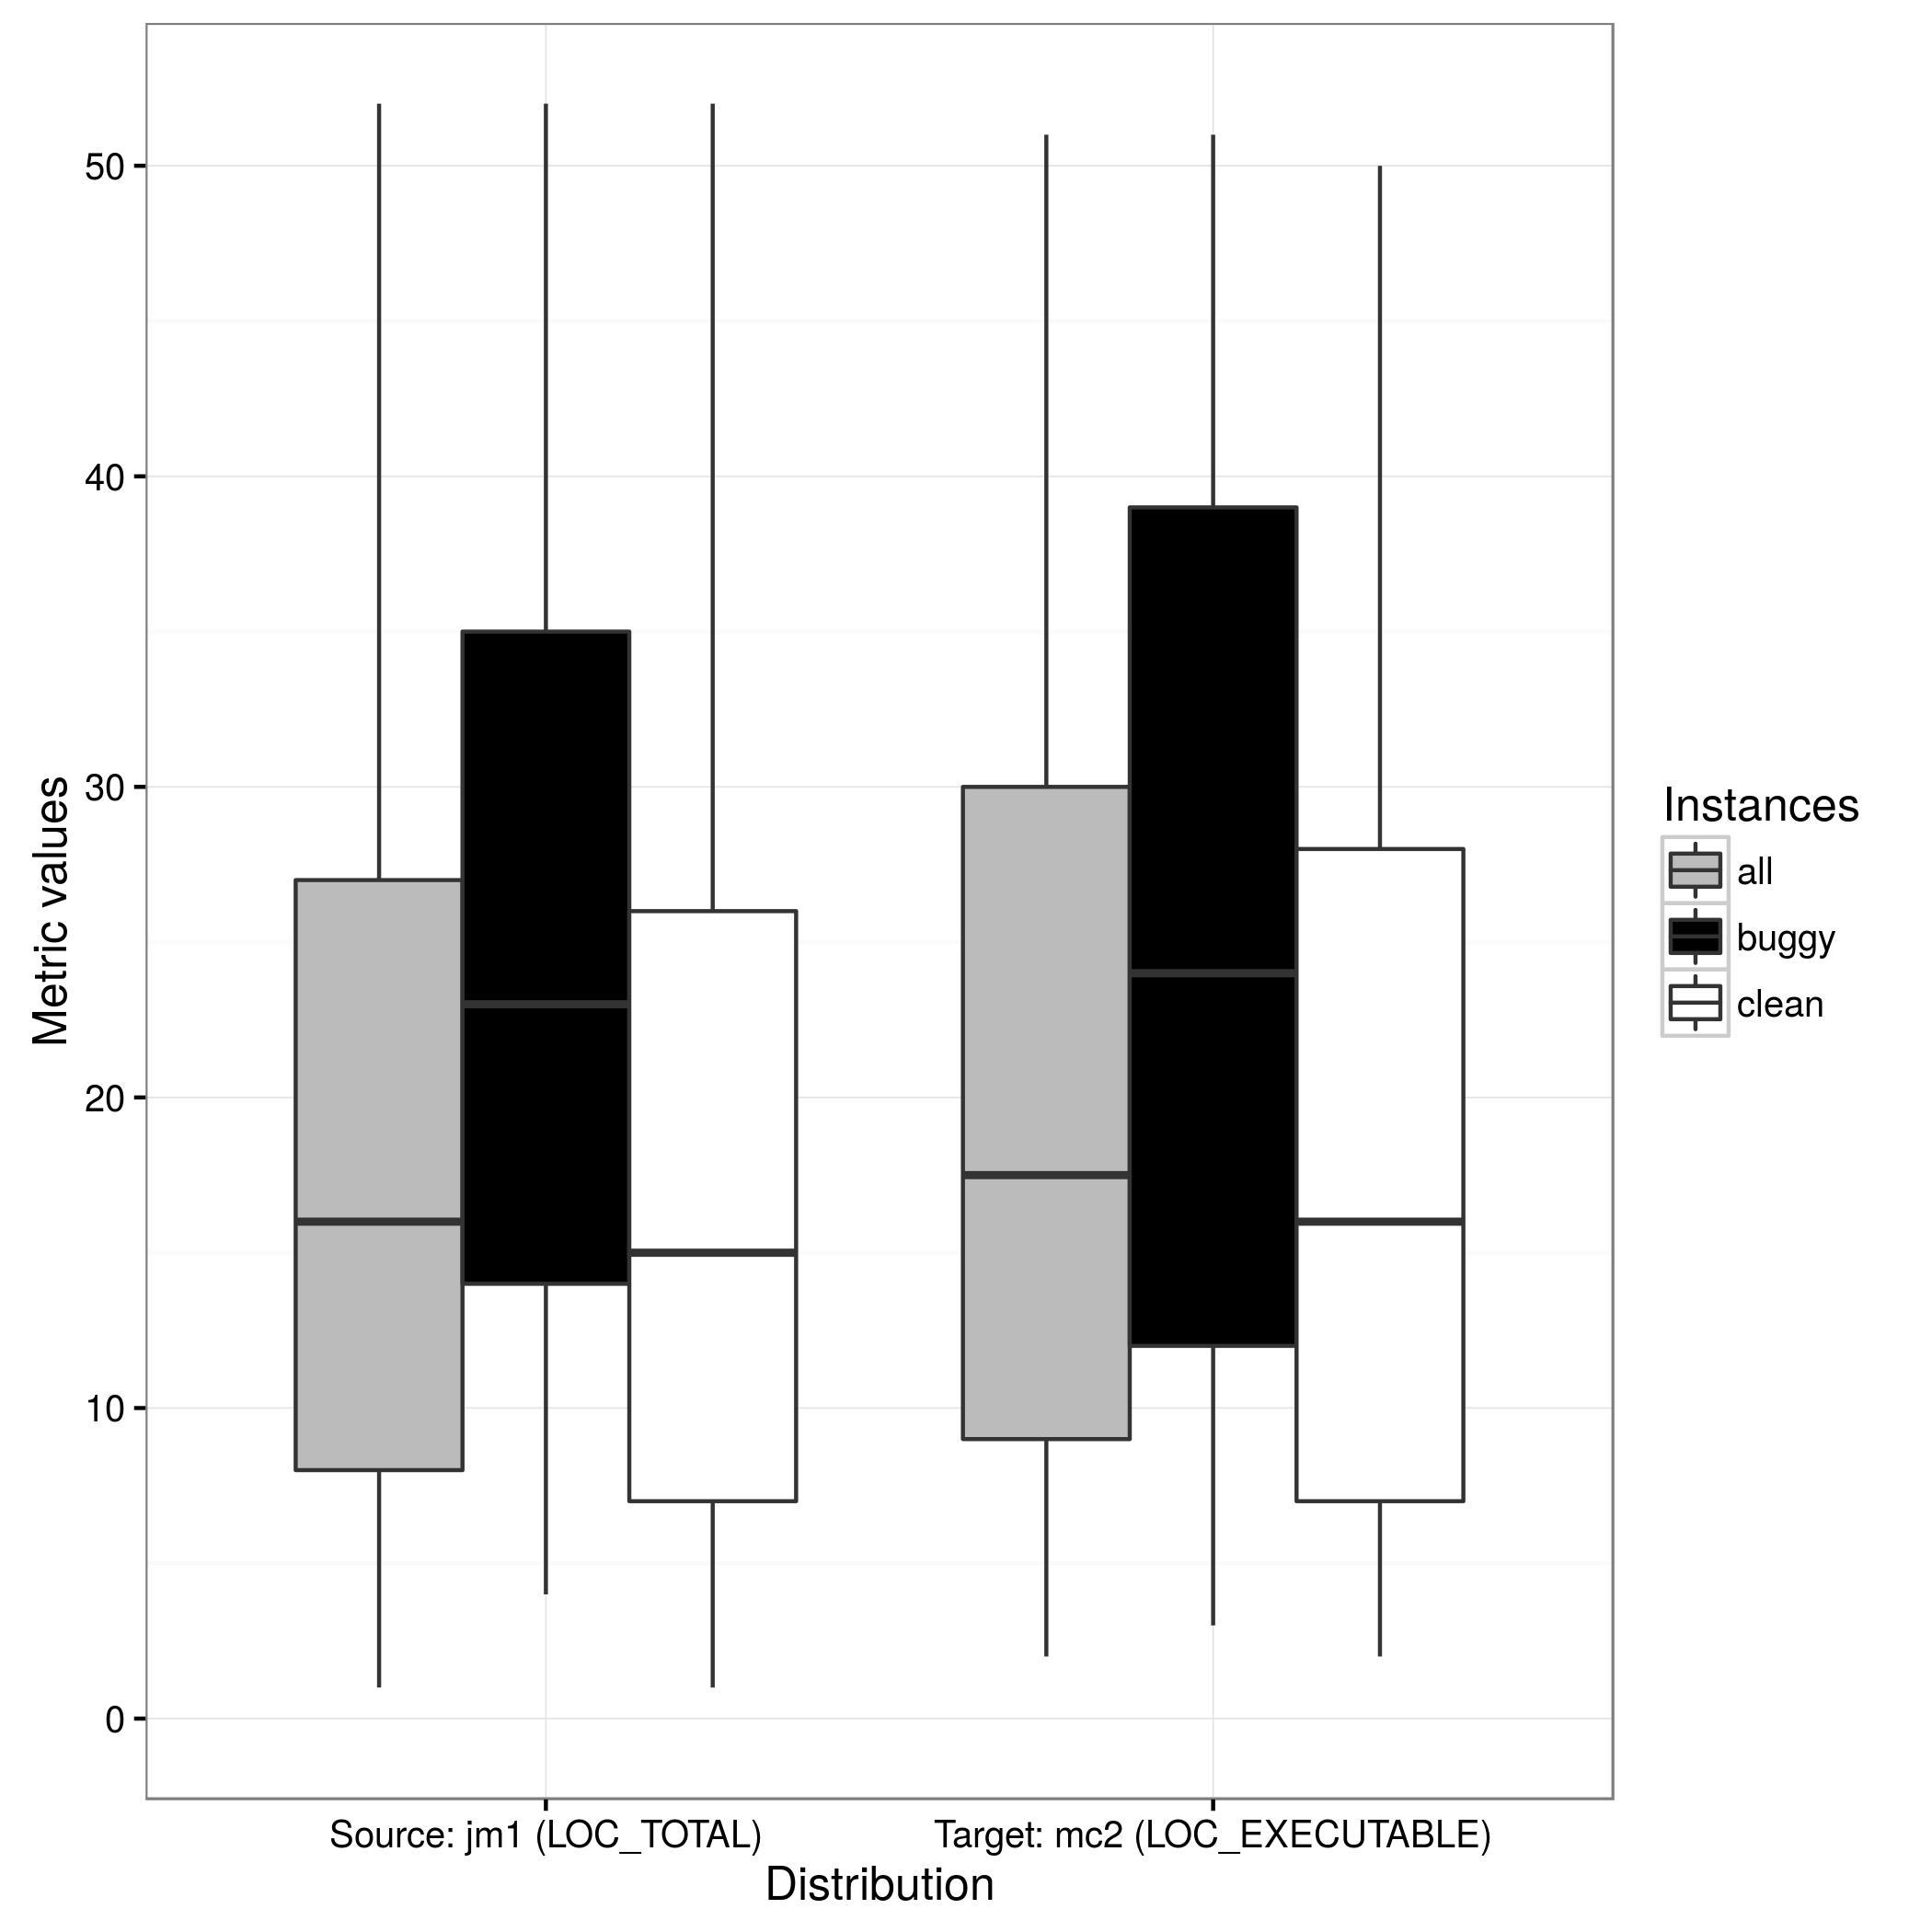 Metric values
50
40
30
20
10
0
Source: jm1 (LOC_TOTAL)
Target: mc2 (LOC_EXECUTABLE)
Distribution
Instances
all
buggy
clean